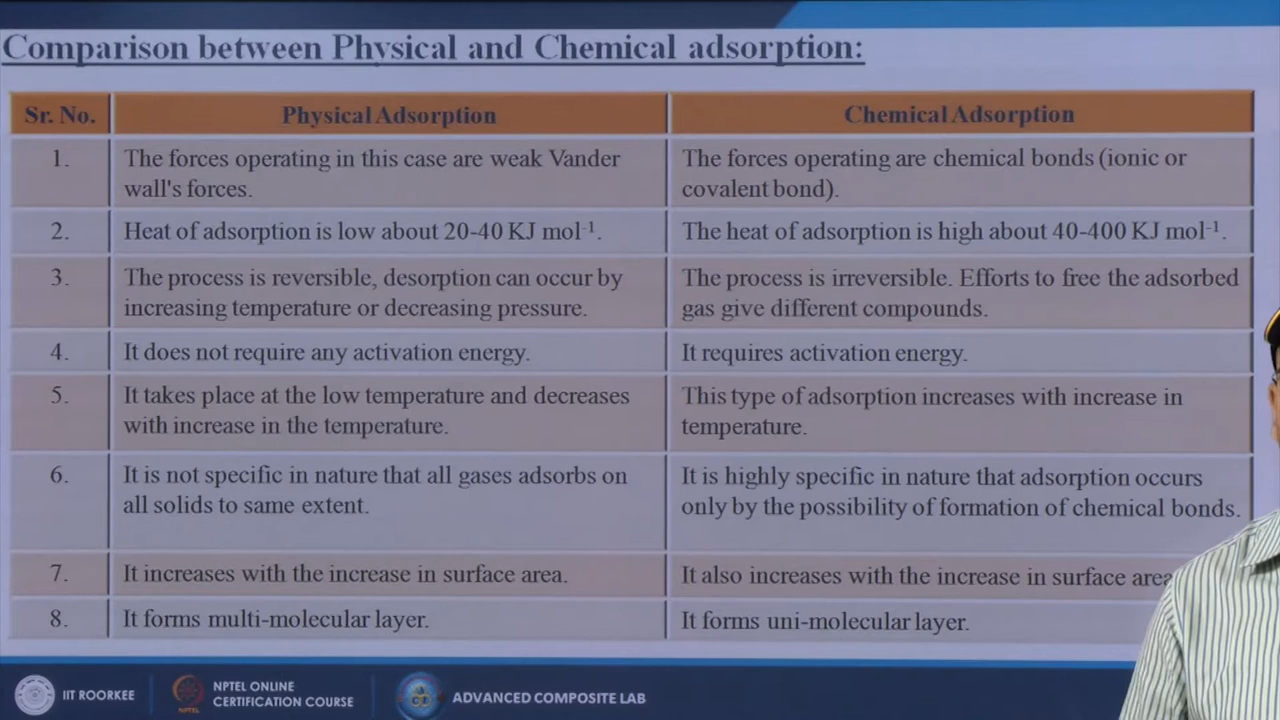 Comparison between Physical and Chemical adsorption:
Sr. No.
Physical Adsorption
Chemical Adsorption
1.
The forces operating in this case are weak Vander
wall's forces.
The forces operating are chemical bonds (ionic or
covalent bond).
2.
Heat of adsorption is low about 20-40 KJ mol⁻¹.
The heat of adsorption is high about 40-400 KJ mol⁻¹.
3.
The process is reversible, desorption can occur by
increasing temperature or decreasing pressure.
The process is irreversible. Efforts to free the adsorbed
gas give different compounds.
4.
It does not require any activation energy.
It requires activation energy.
5.
It takes place at the low temperature and decreases
with increase in the temperature.
This type of adsorption increases with increase in
temperature.
6.
It is not specific in nature that all gases adsorbs on
all solids to same extent.
It is highly specific in nature that adsorption occurs
only by the possibility of formation of chemical bonds.
7.
It increases with the increase in surface area.
It also increases with the increase in surface area
8.
It forms multi-molecular layer.
It forms uni-molecular layer.
IIT ROORKEE
NPTEL
NPTEL ONLINE
CERTIFICATION COURSE
ADVANCED COMPOSITE LAB